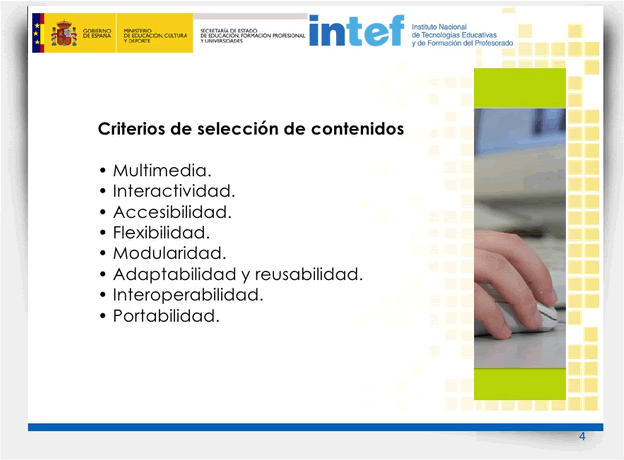 GOBIERNO
DE ESPAÑA
MINISTERIO
DE EDUCACIÓN, CULTURA
Y DEPORTE
SECRETARÍA DE ESTADO
DE EDUCACIÓN, FORMACIÓN PROFESIONAL
Y UNIVERSIDADES
intef
Instituto Nacional
de Tecnologías Educativas
y de Formación del Profesorado
Criterios de selección de contenidos
• Multimedia.
• Interactividad.
• Accesibilidad.
• Flexibilidad.
• Modularidad.
• Adaptabilidad y reusabilidad.
• Interoperabilidad.
• Portabilidad.
4